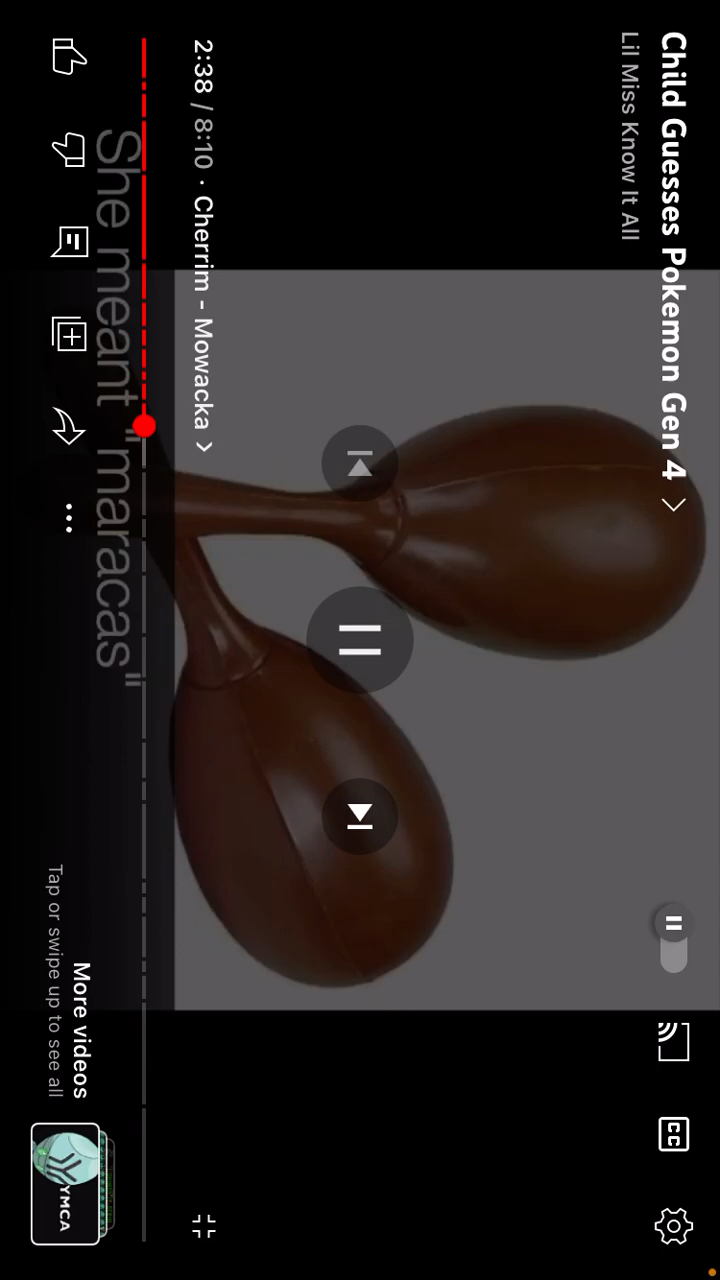 Child Guesses Pokemon Gen 4
Lil Miss Know It All
CC
2:38 / 8:10 · Cherrim - Mowacka
She meant "maracas"
More videos
Tap or swipe up to see all
YMCA